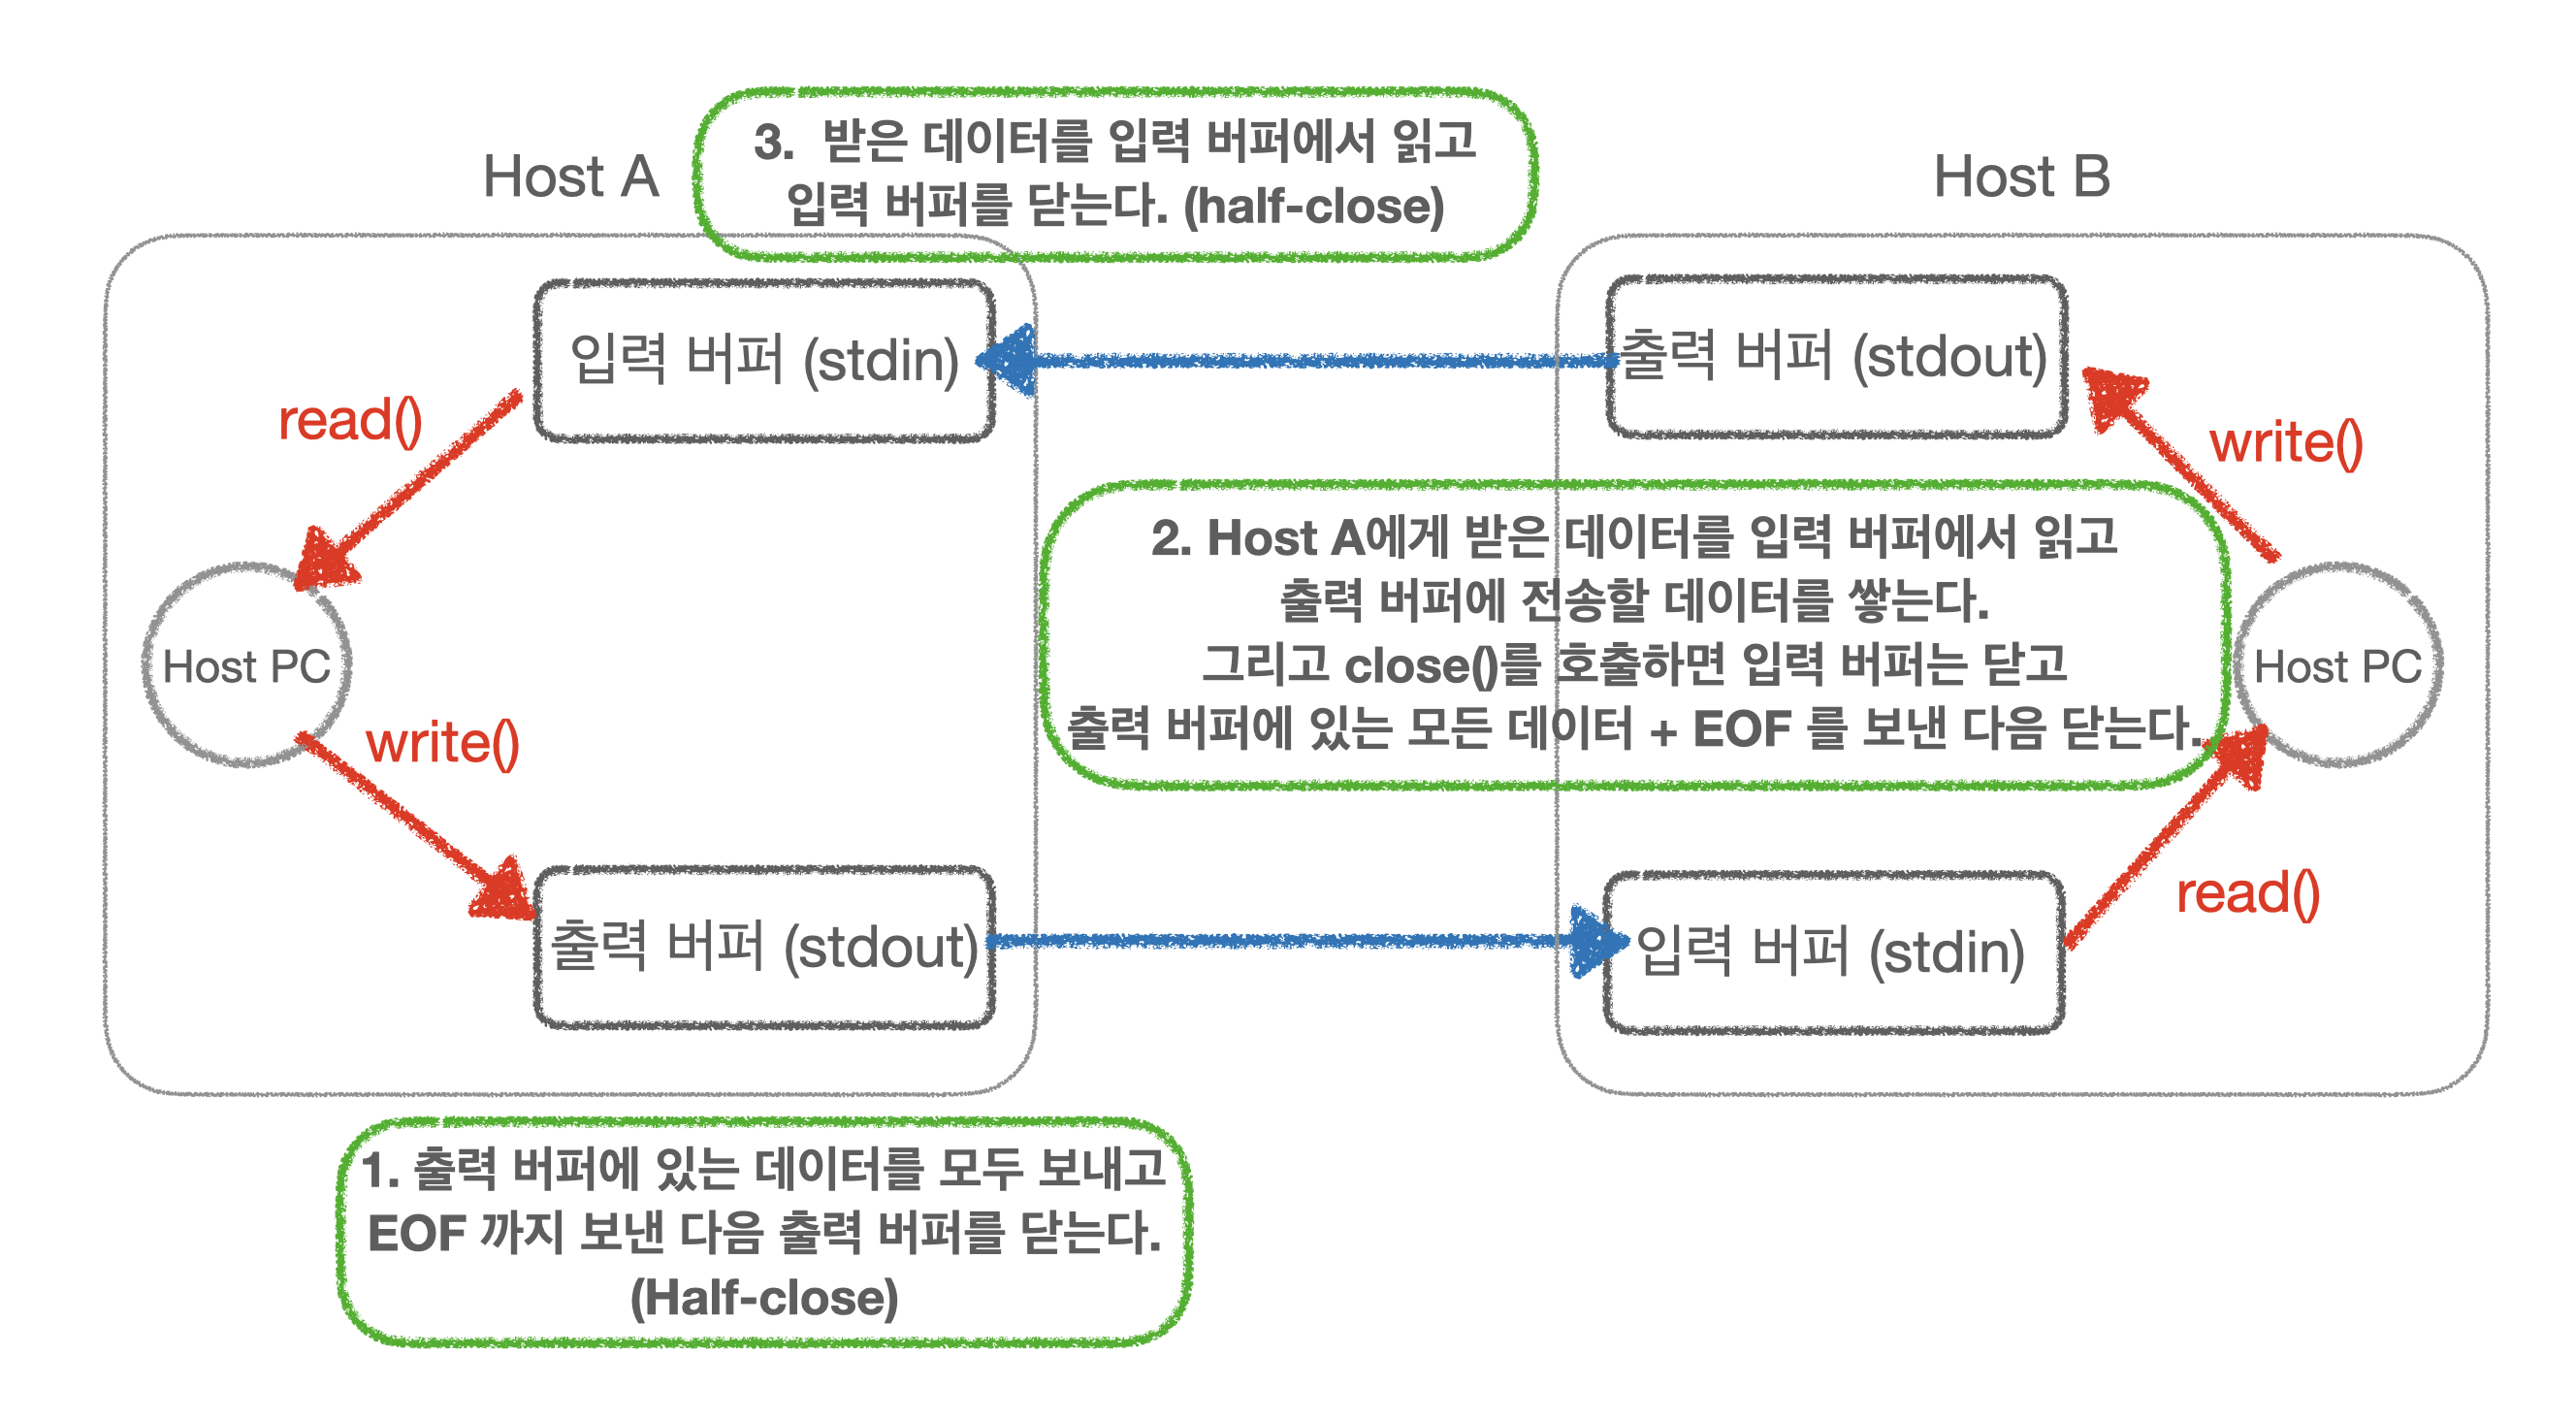 3. 받은 데이터를 입력 버퍼에서 읽고
입력 버퍼를 닫는다. (half-close)
Host A
Host B
입력 버퍼 (stdin)
출력 버퍼 (stdout)
read()
write()
2. Host A에게 받은 데이터를 입력 버퍼에서 읽고
출력 버퍼에 전송할 데이터를 쌓는다.
그리고 close()를 호출하면 입력 버퍼는 닫고
출력 버퍼에 있는 모든 데이터 + EOF 를 보낸 다음 닫는다.
Host PC
Host PC
write()
read()
출력 버퍼 (stdout)
입력 버퍼 (stdin)
1. 출력 버퍼에 있는 데이터를 모두 보내고
EOF 까지 보낸 다음 출력 버퍼를 닫는다.
(Half-close)